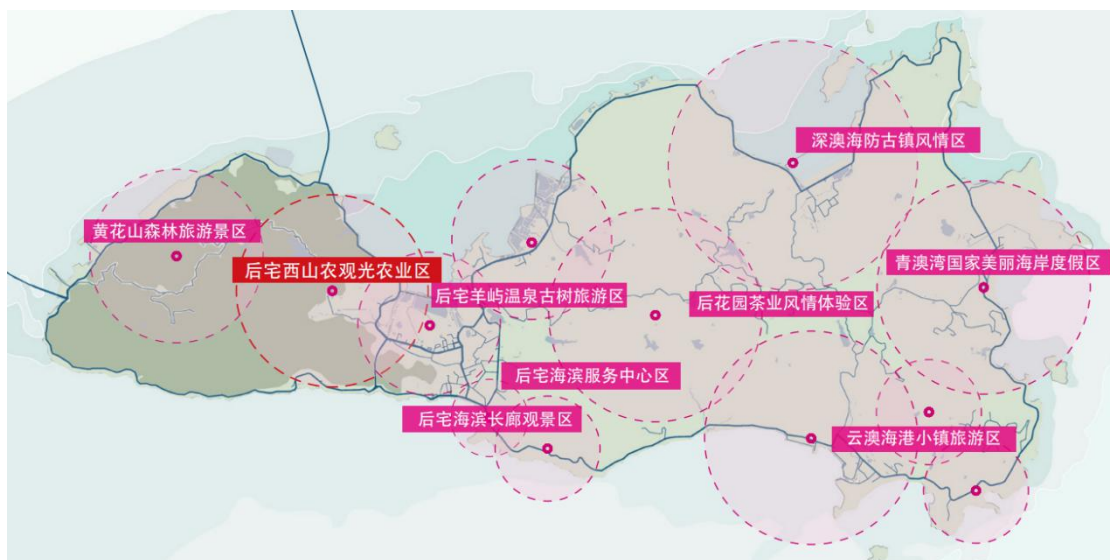 深澳海防古镇风情区
黄花山森林旅游景区
后宅西山农观光农业区
青澳湾国家美丽海岸度假区
后宅羊屿温泉古树旅游区
后花园茶业风情体验区
后宅海滨服务中心区
后宅海滨长廊观景区
云澳海港小镇旅游区